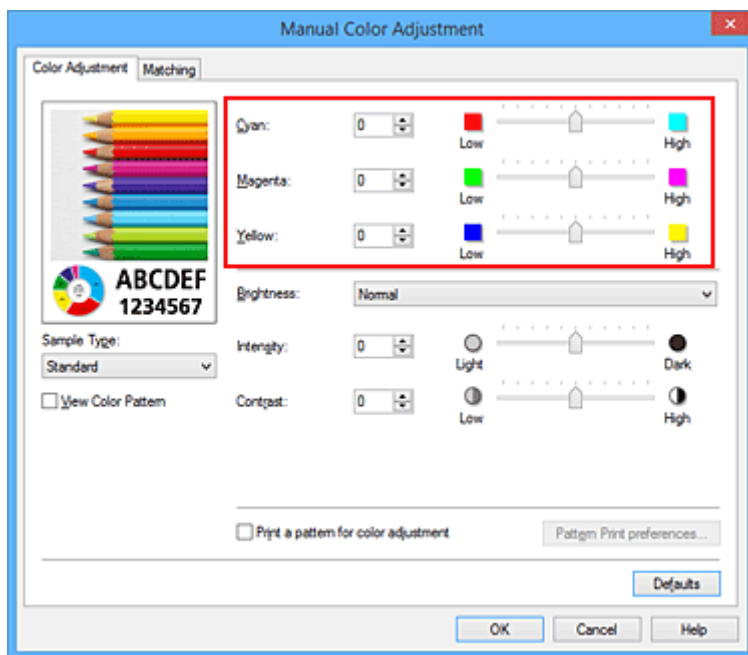 Manual Color Adjustment
Color Adjustment Matching
Cyan: 0 Low High
Magenta: 0 Low High
Yellow: 0 Low High
ABCDEF
1234567
Brightness: Normal
Sample Type:
Standard
Intensity: 0 Light Dark
View Color Pattern
Contrast: 0 Low High
Print a pattern for color adjustment Pattern Print preferences...
Defaults
OK Cancel Help